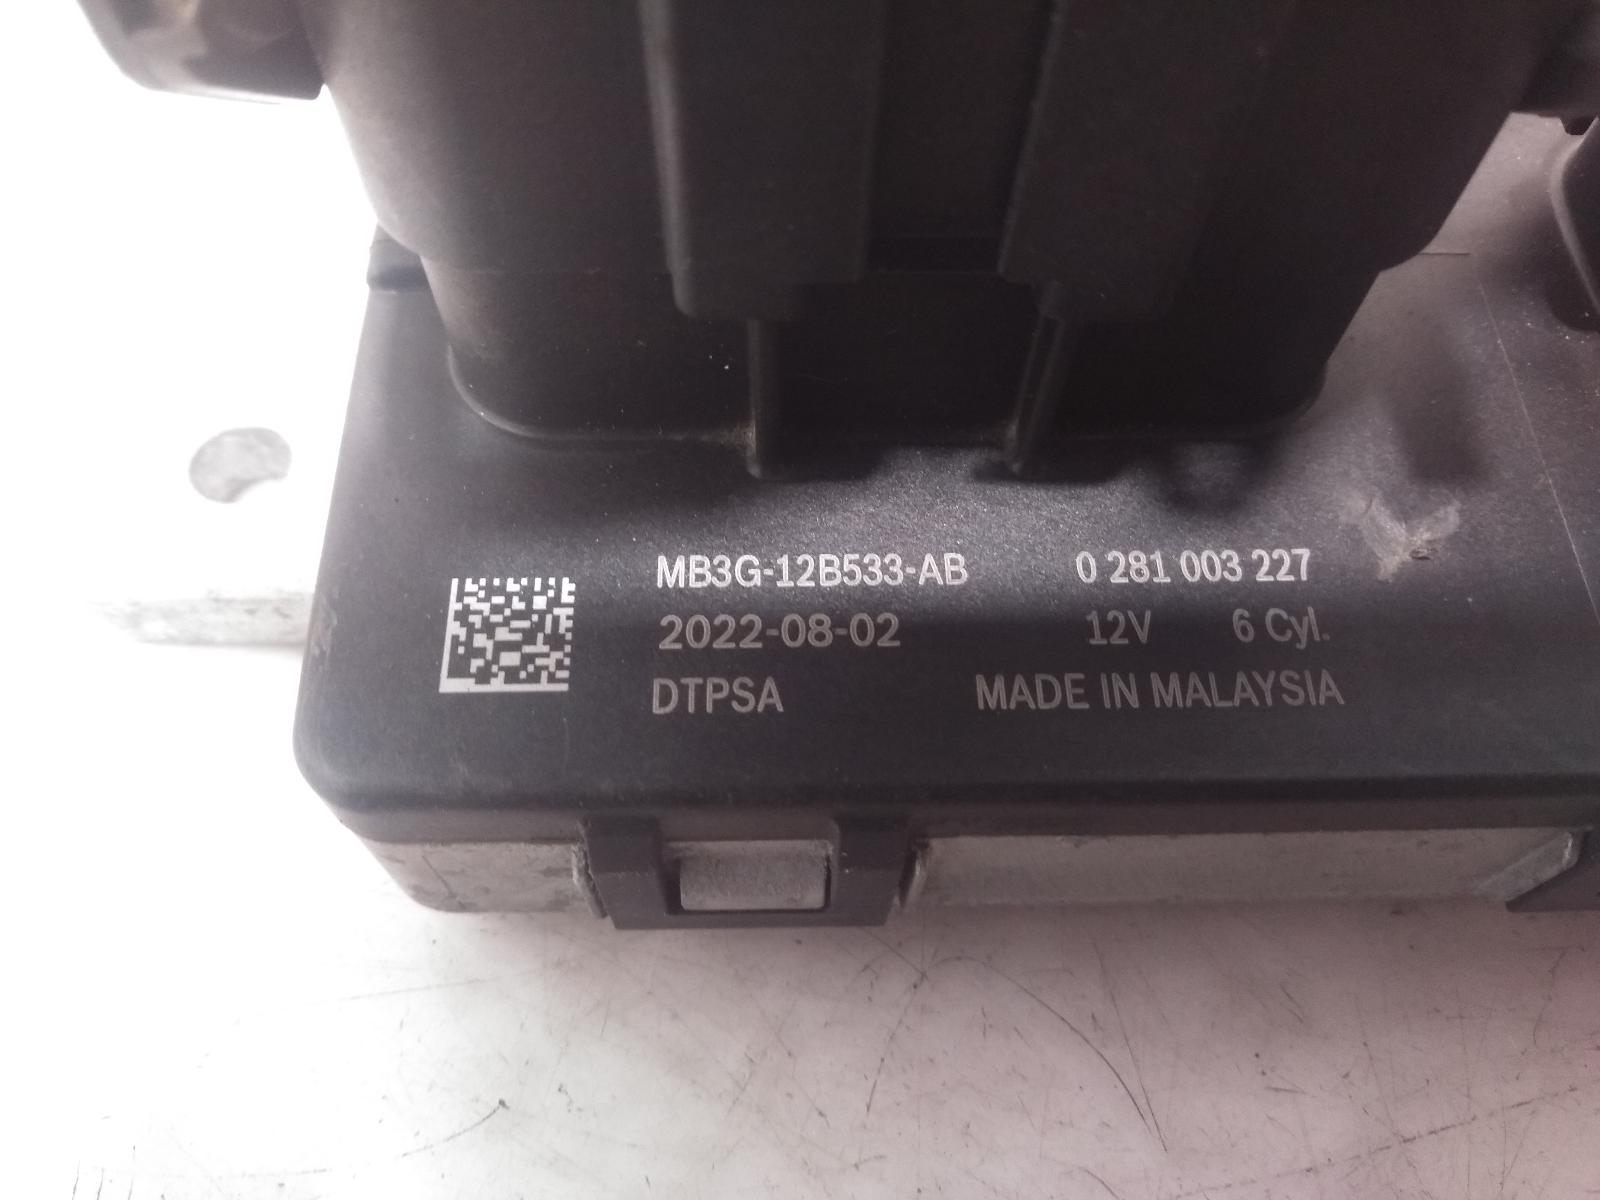 MB3G-12B533-AB 0 281 003 227
2022-08-02 12V 6 Cyl.
DTPSA MADE IN MALAYSIA